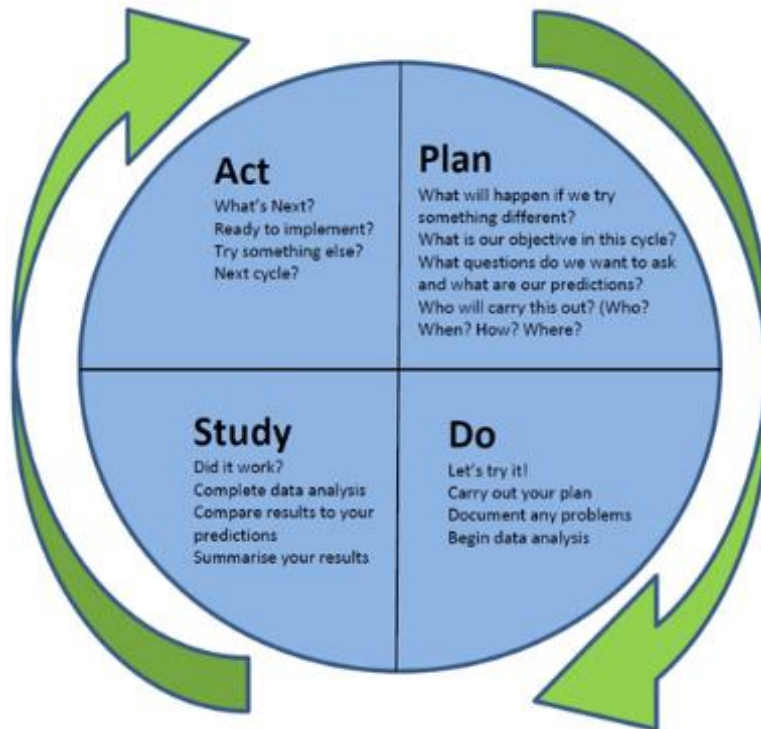 Act
What's Next?
Ready to implement?
Try something else?
Next cycle?
Plan
What will happen if we try
something different?
What is our objective in this cycle?
What questions do we want to ask
and what are our predictions?
Who will carry this out? (Who?
When? How? Where?
Study
Did it work?
Complete data analysis
Compare results to your
predictions
Summarise your results
Do
Let's try it!
Carry out your plan
Document any problems
Begin data analysis